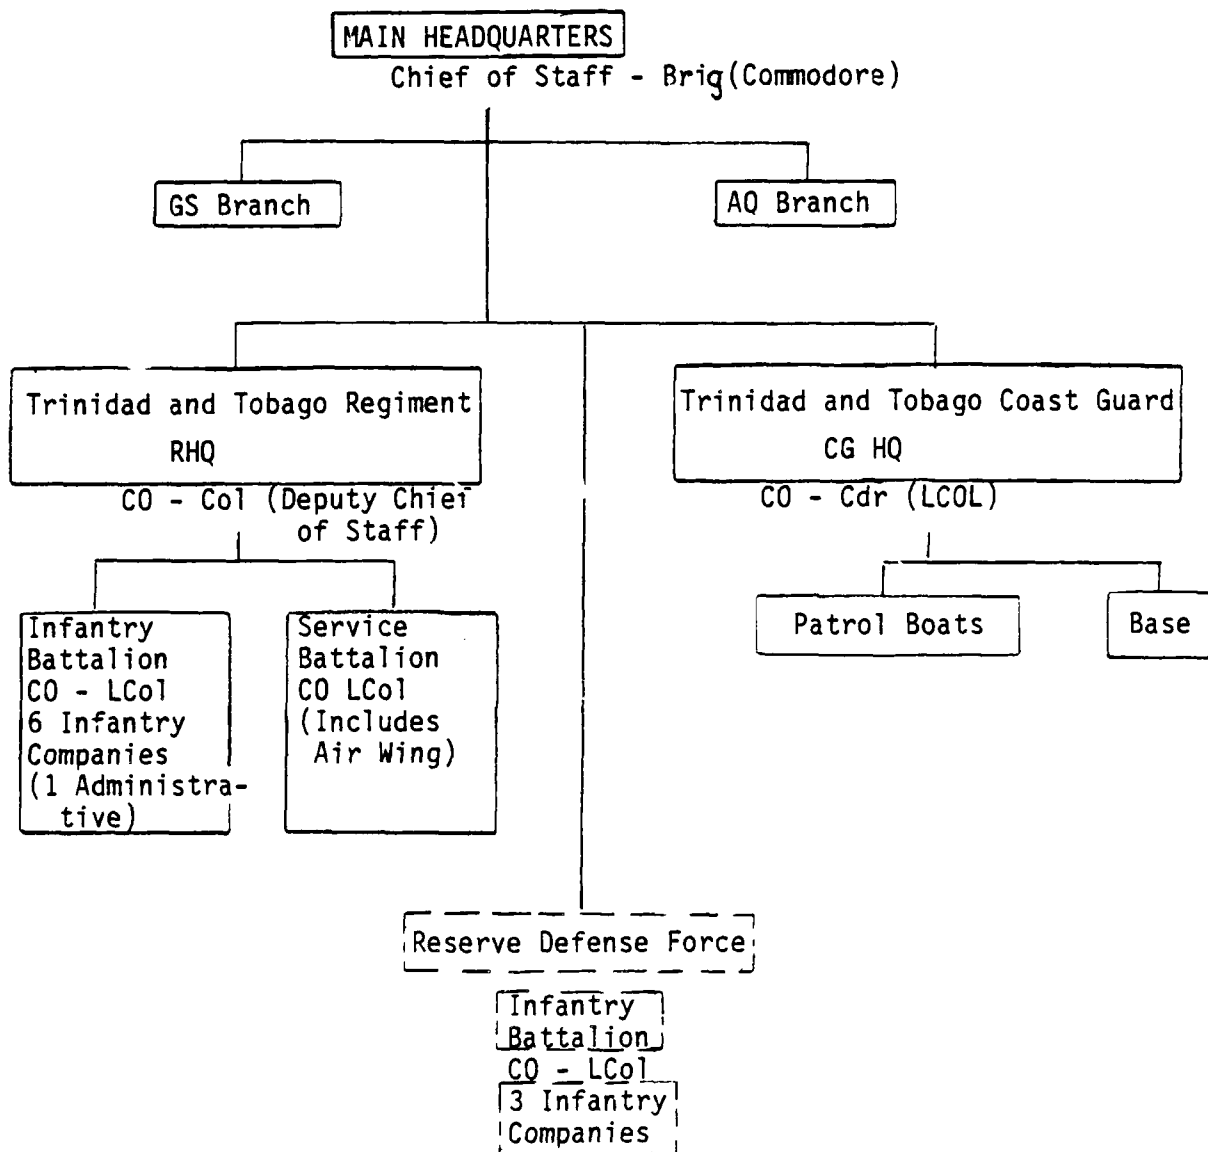 MAIN HEADQUARTERS
Chief of Staff - Brig(Commodore)
GS Branch
AQ Branch
Trinidad and Tobago Regiment
RHQ
CO - Col (Deputy Chief
of Staff)
Trinidad and Tobago Coast Guard
CG HQ
CO - Cdr (LCOL)
Infantry
Battalion
CO - LCol
6 Infantry
Companies
(1 Administra-
tive)
Service
Battalion
CO LCol
(Includes
Air Wing)
Patrol Boats
Base
Reserve Defense Force
Infantry
Battalion
CO - LCol
3 Infantry
Companies